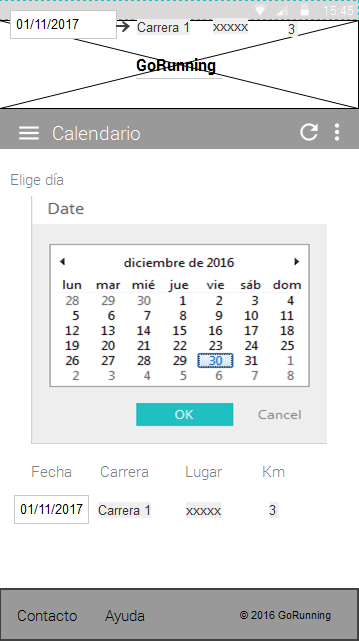 15:45
01/11/2017 Carrera 1 xxxxx 3
GoRunning
Calendario
Elige día
Date
diciembre de 2016
lun mar mié jue vie sáb dom
28 29 30 1 2 3 4
5 6 7 8 9 10 11
12 13 14 15 16 17 18
19 20 21 22 23 24 25
26 27 28 29 30 31 1
2 3 4 5 6 7 8
OK Cancel
Fecha Carrera Lugar Km
01/11/2017 Carrera 1 xxxxx 3
Contacto Ayuda © 2016 GoRunning